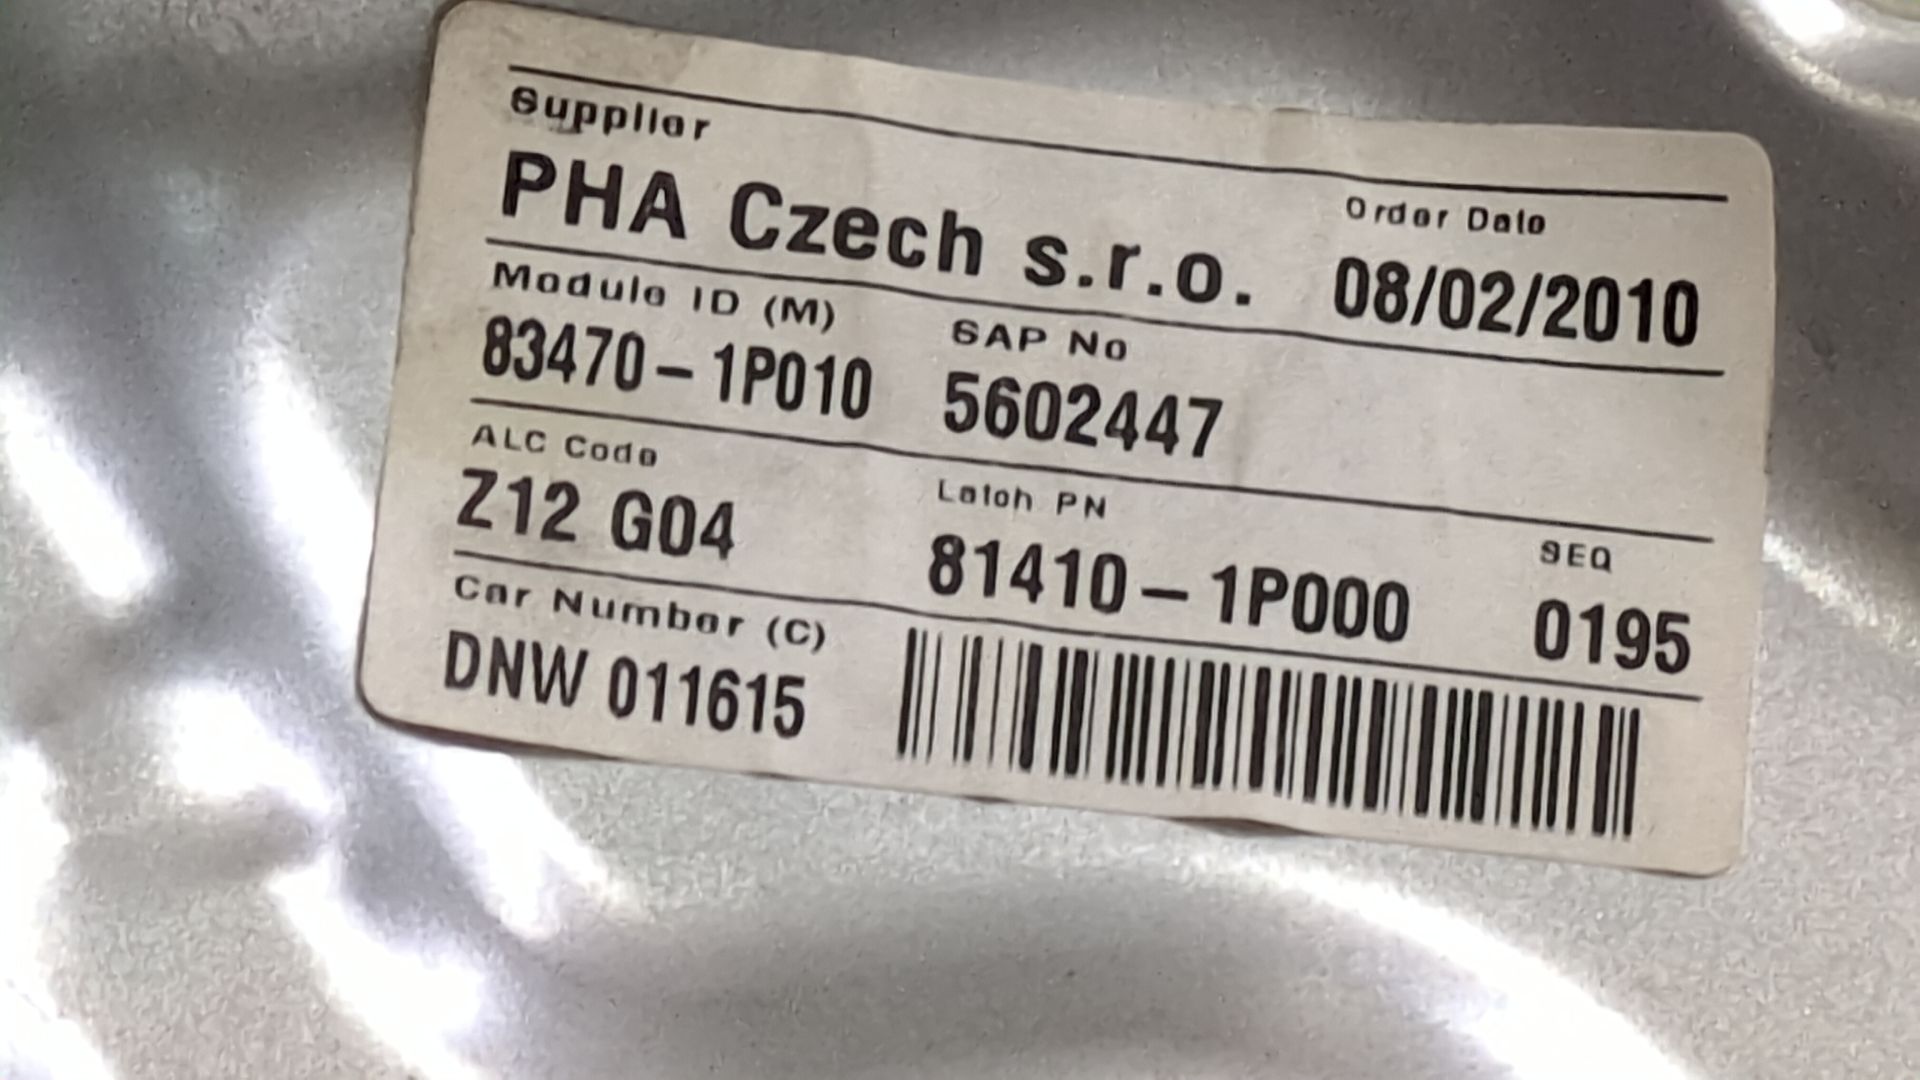 Supplier
PHA Czech s.r.o.
Order Date
08/02/2010
Module ID (M)
83470-1P010
SAP No
5602447
ALC Code
Z12 G04
Latch PN
81410-1P000
SEQ
0195
Car Number (C)
DNW 011615